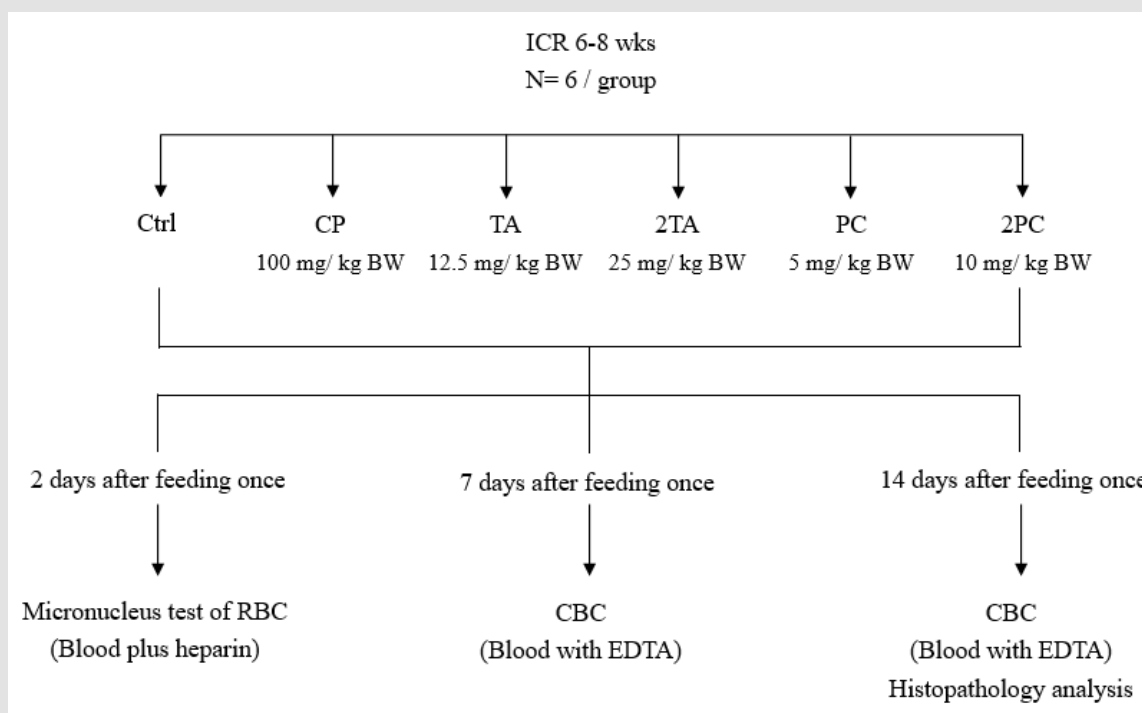 ICR 6-8 wks
N= 6 / group
Ctrl CP TA 2TA PC 2PC
100 mg/ kg BW 12.5 mg/ kg BW 25 mg/ kg BW 5 mg/ kg BW 10 mg/ kg BW
2 days after feeding once 7 days after feeding once 14 days after feeding once
Micronucleus test of RBC CBC CBC
(Blood plus heparin) (Blood with EDTA) (Blood with EDTA)
Histopathology analysis